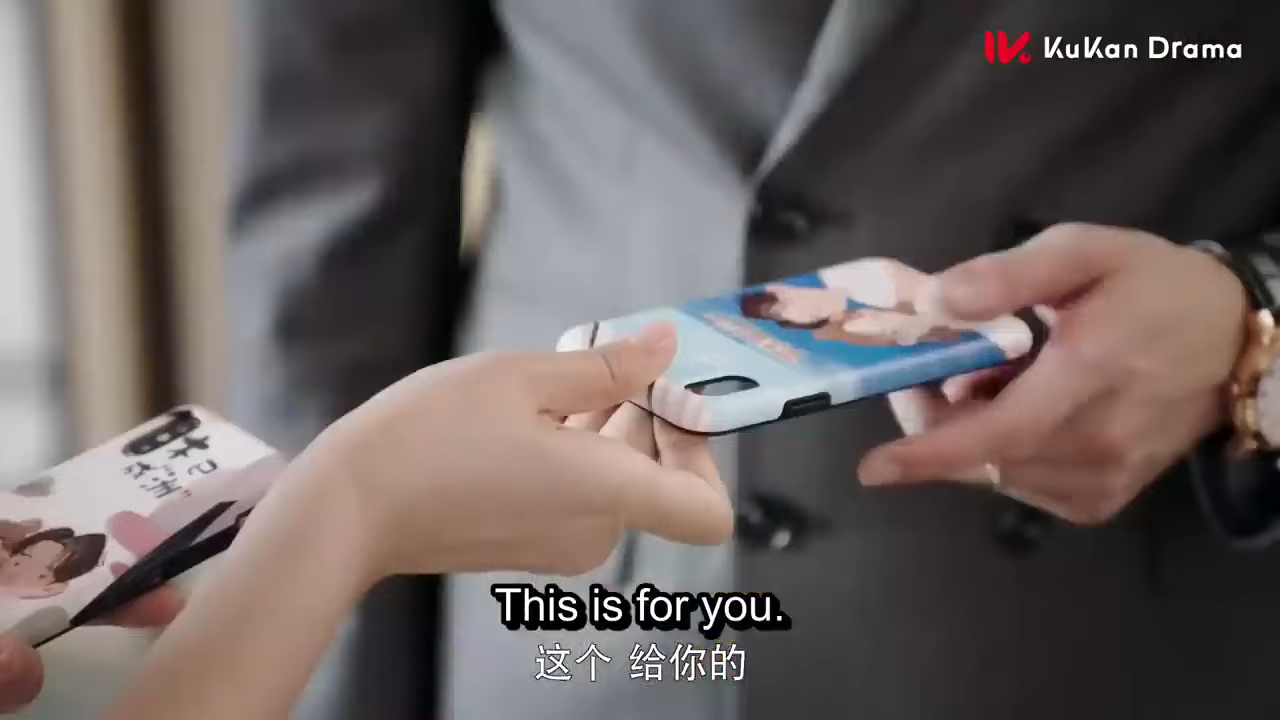 KuKan Drama
This is for you.
这个 给你的